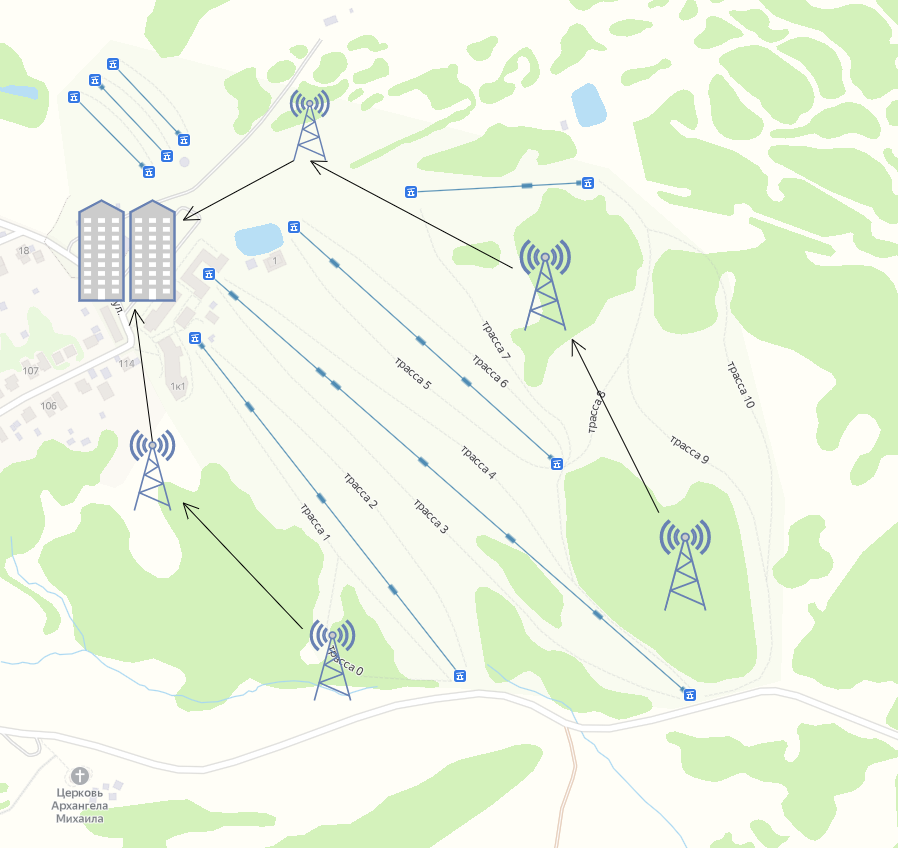 18
1
ул.
107
114
1к1
106
трасса 7
трасса 6
трасса 5
трасса 10
трасса 8
трасса 9
трасса 4
трасса 2
трасса 3
трасса 1
трасса 0
Церковь
Архангела
Михаила